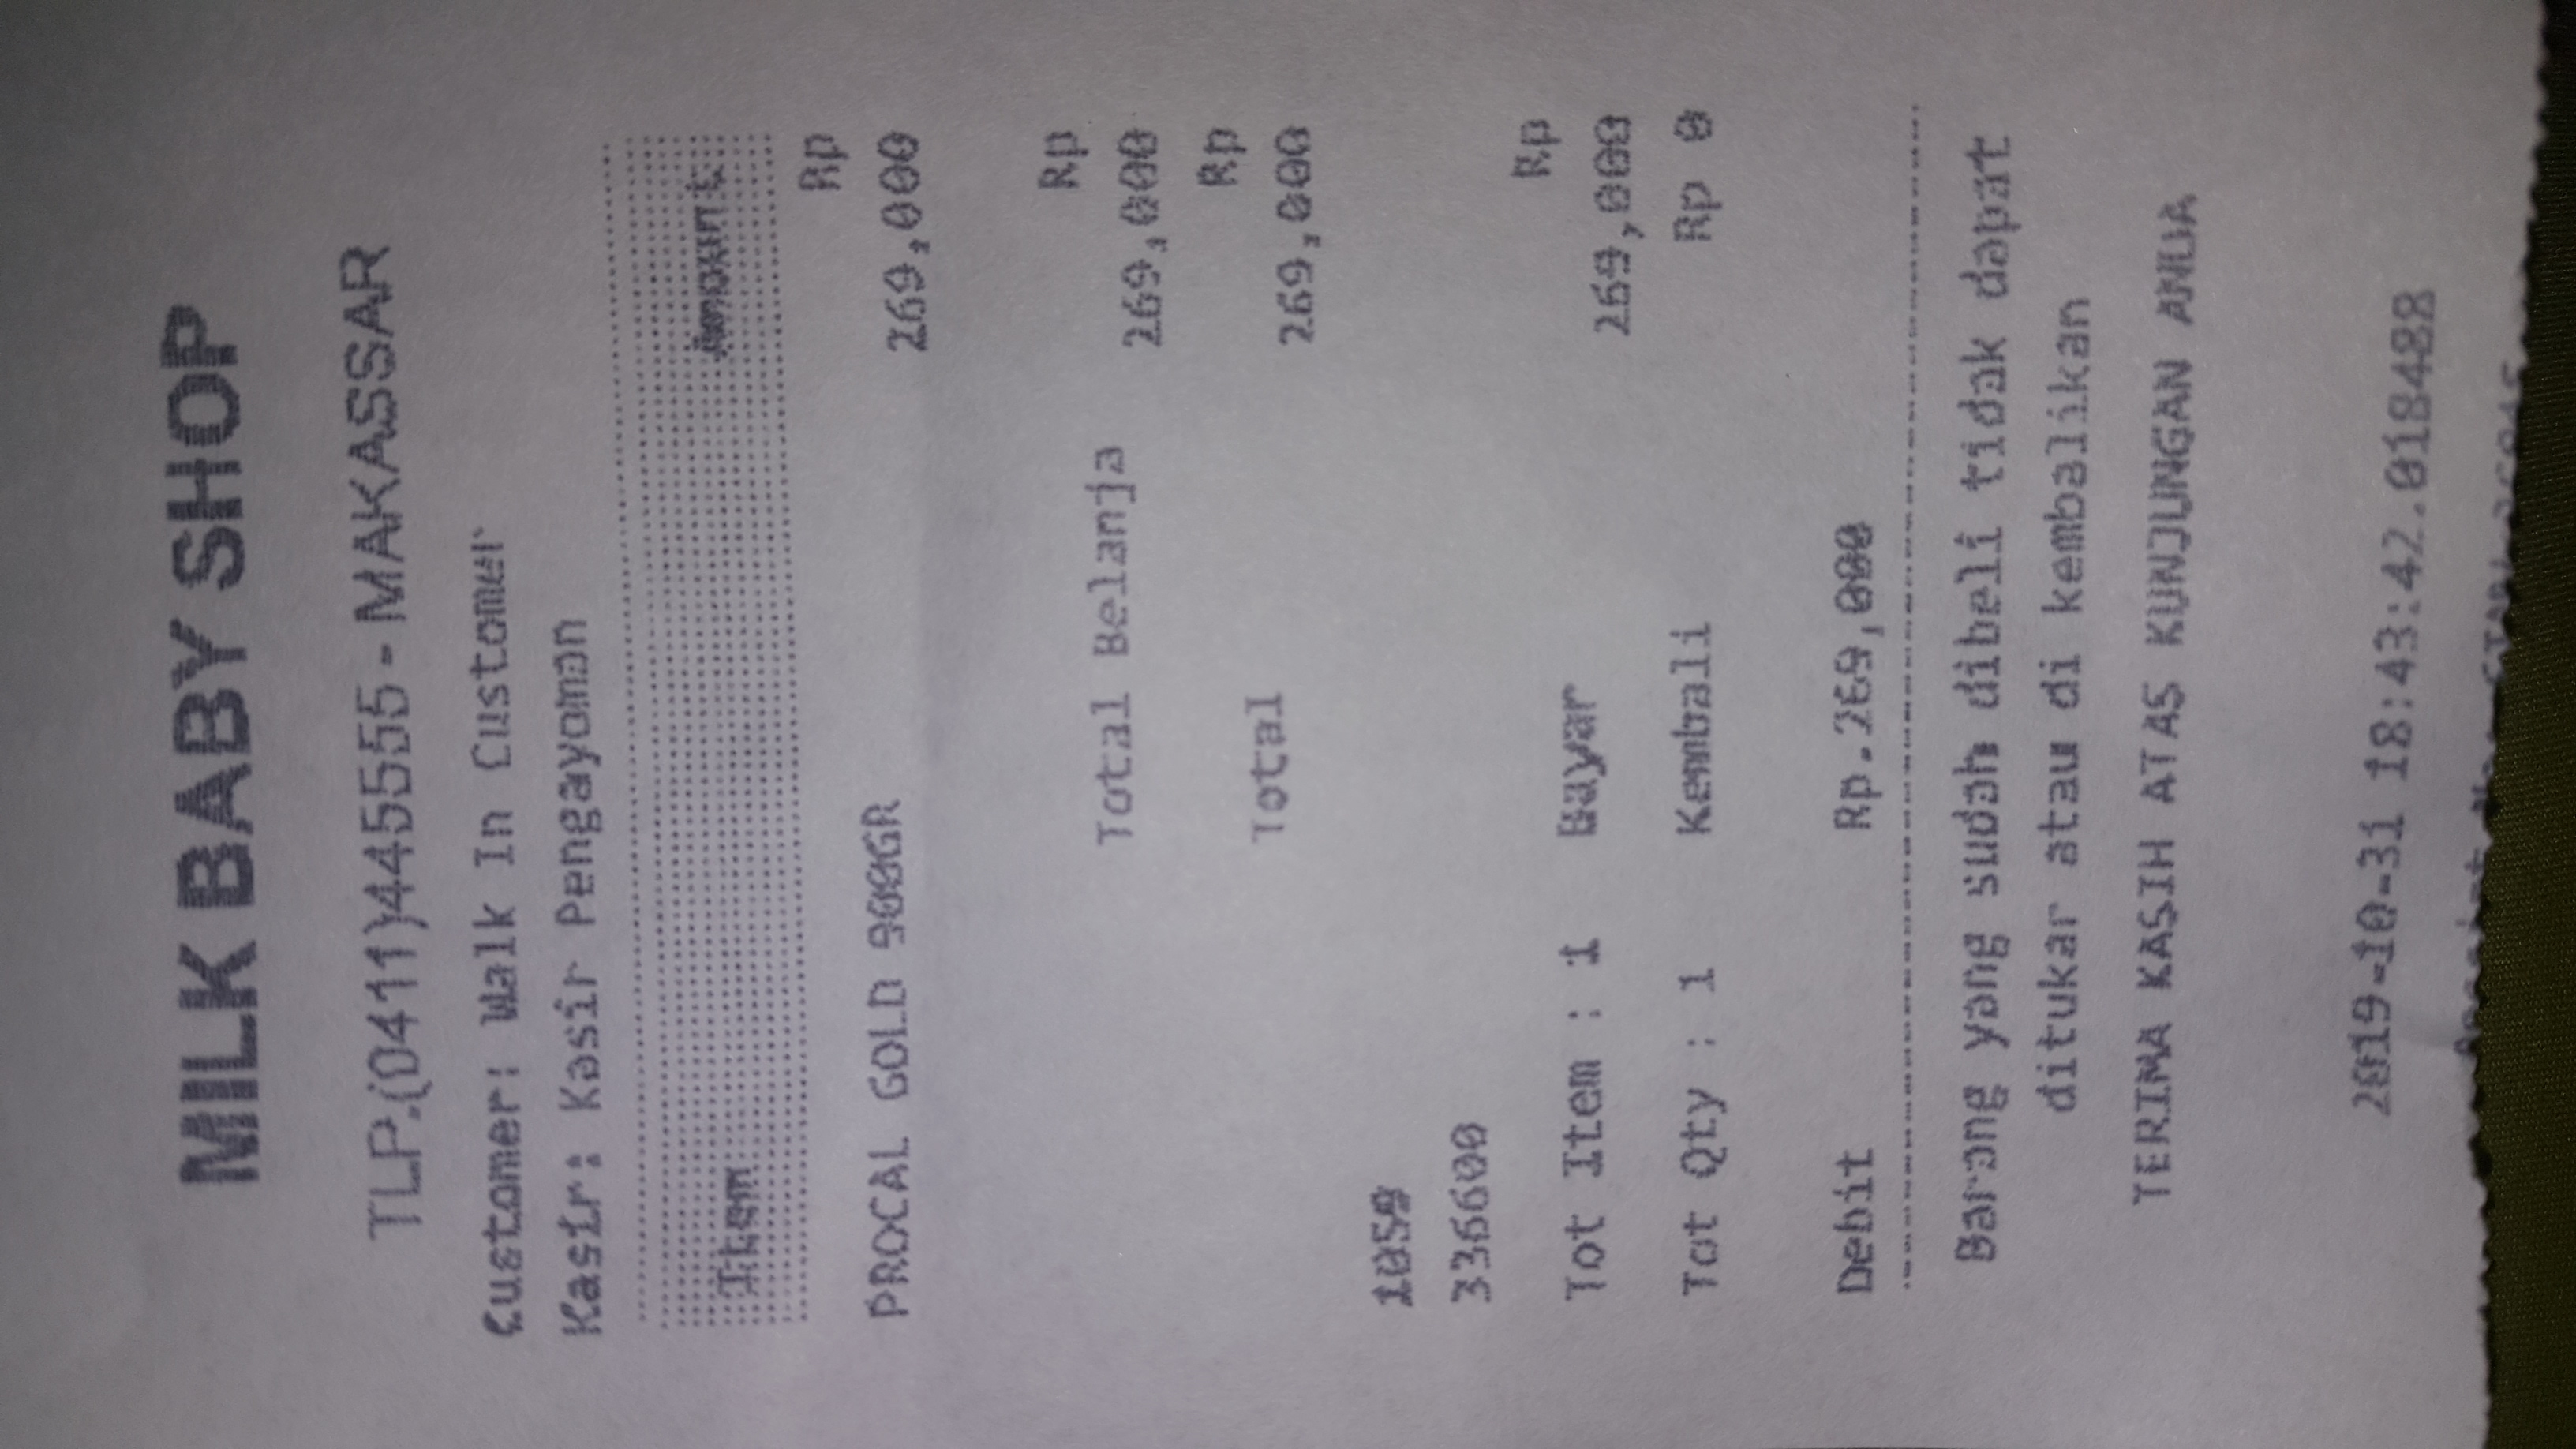 MILK BABY SHOP
TLP.(0411)445555 - MAKASSAR
Customer: Walk In Customer
Kasir: Kasir Pengayoman
Item Amount
Rp
PROCAL GOLD 900GR 269,000
Rp
Total Belanja 269,000
Rp
Total 269,000
1059
336600
Rp
Tot Item : 1 Bayar 269,000
Tot Qty : 1 Kembali Rp 0
Debit Rp.269,000
Barang yang sudah dibeli tidak dapat
ditukar atau di kembalikan
TERIMA KASIH ATAS KUNJUNGAN ANDA
2019-10-31 18:43:42.018488